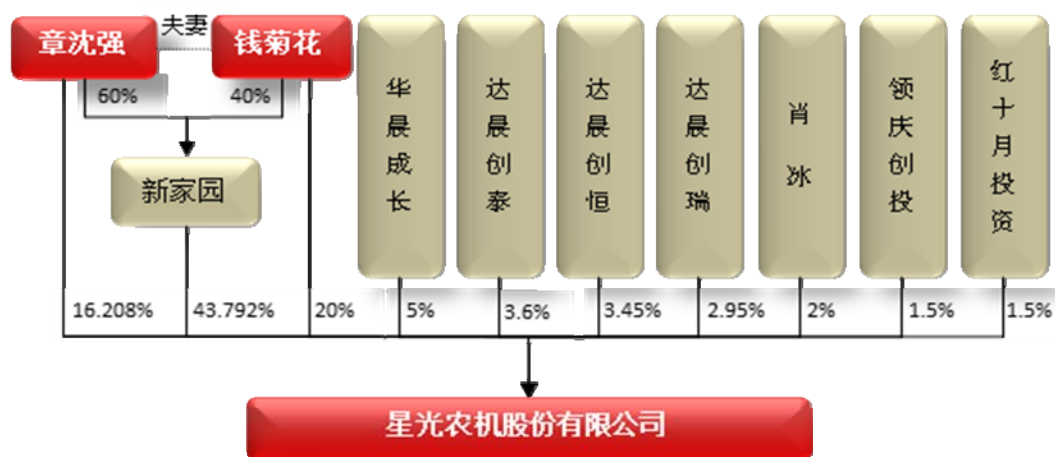 章沈强
夫妻
钱菊花
60%
40%
新家园
华晨成长
达晨创泰
达晨创恒
达晨创瑞
肖冰
领庆创投
红十月投资
16.208%
43.792%
20%
5%
3.6%
3.45%
2.95%
2%
1.5%
1.5%
星光农机股份有限公司